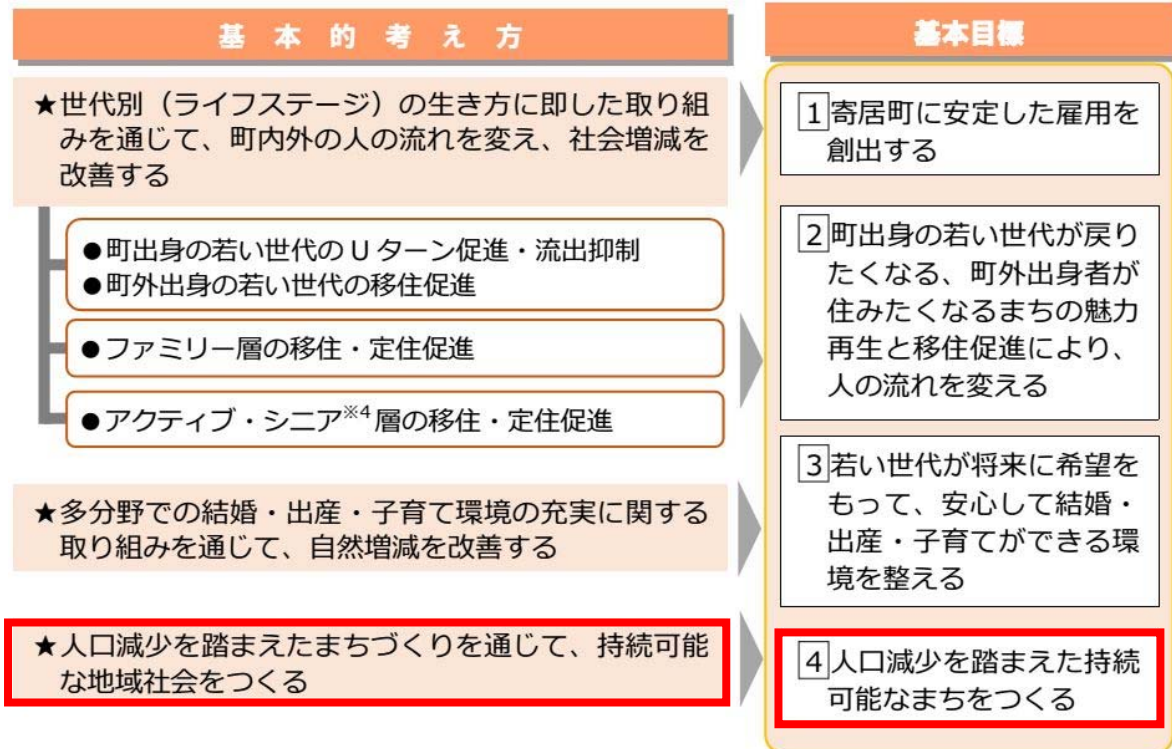 基本的考え方
★世代別（ライフステージ）の生き方に即した取り組
みを通じて、町内外の人の流れを変え、社会増減を
改善する
●町出身の若い世代のUターン促進・流出抑制
●町外出身の若い世代の移住促進
●ファミリー層の移住・定住促進
●アクティブ・シニア※4層の移住・定住促進
★多分野での結婚・出産・子育て環境の充実に関する
取り組みを通じて、自然増減を改善する
★人口減少を踏まえたまちづくりを通じて、持続可能
な地域社会をつくる
基本目標
1寄居町に安定した雇用を
創出する
2町出身の若い世代が戻り
たくなる、町外出身者が
住みたくなるまちの魅力
再生と移住促進により、
人の流れを変える
3若い世代が将来に希望を
もって、安心して結婚・
出産・子育てができる環
境を整える
4人口減少を踏まえた持続
可能なまちをつくる